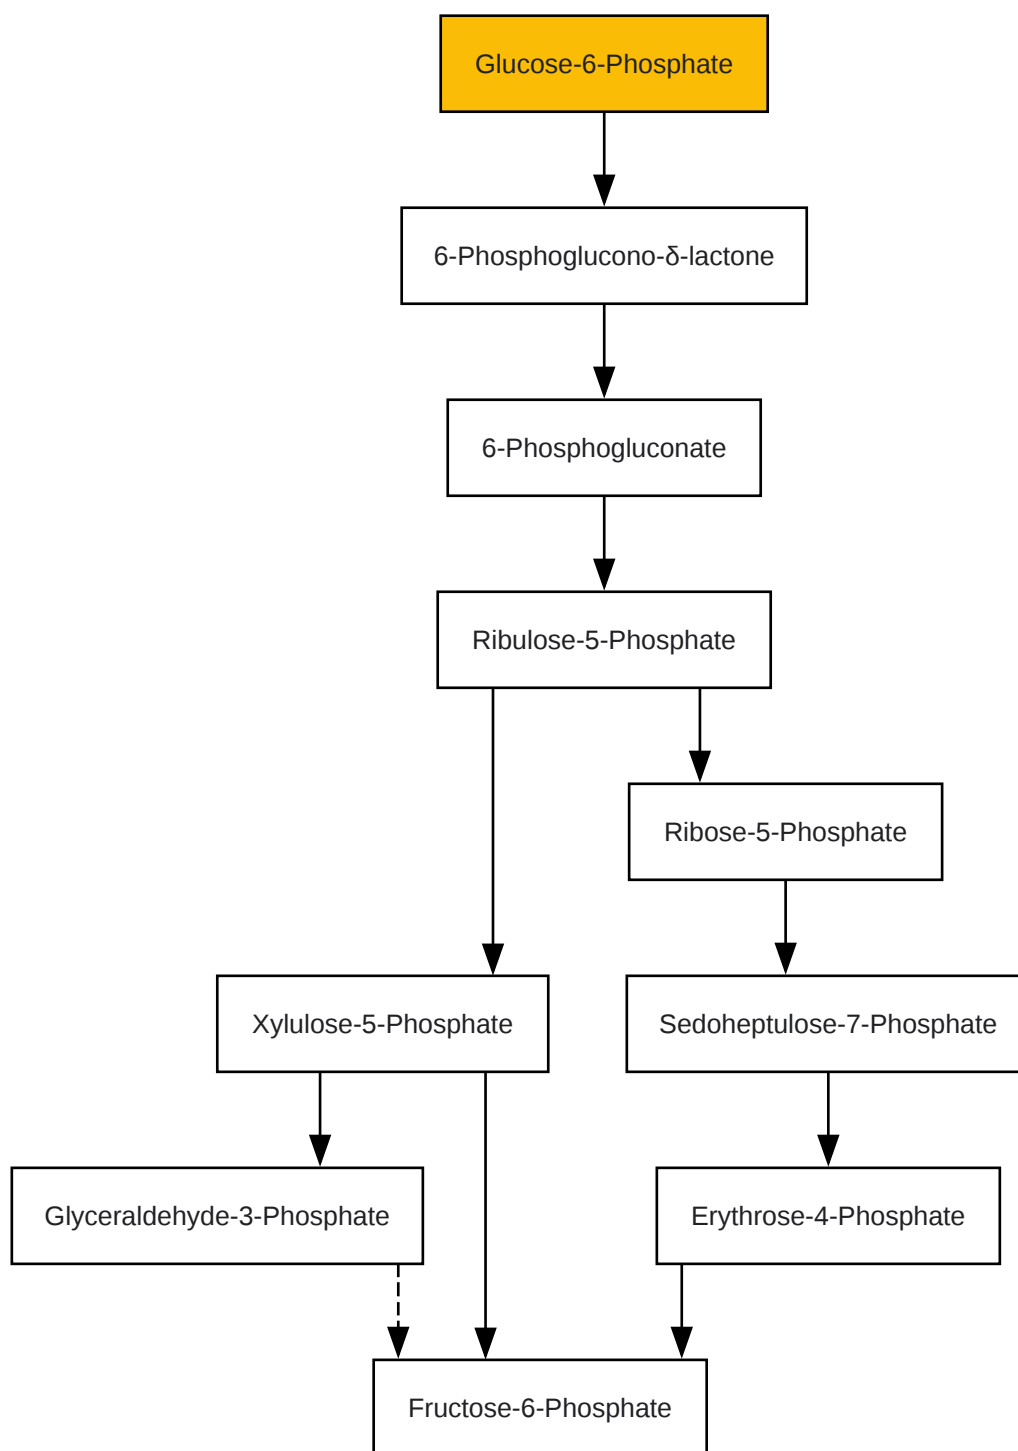 Glucose-6-Phosphate
6-Phosphoglucono-δ-lactone
6-Phosphogluconate
Ribulose-5-Phosphate
Ribose-5-Phosphate
Xylulose-5-Phosphate
Sedoheptulose-7-Phosphate
Glyceraldehyde-3-Phosphate
Erythrose-4-Phosphate
Fructose-6-Phosphate